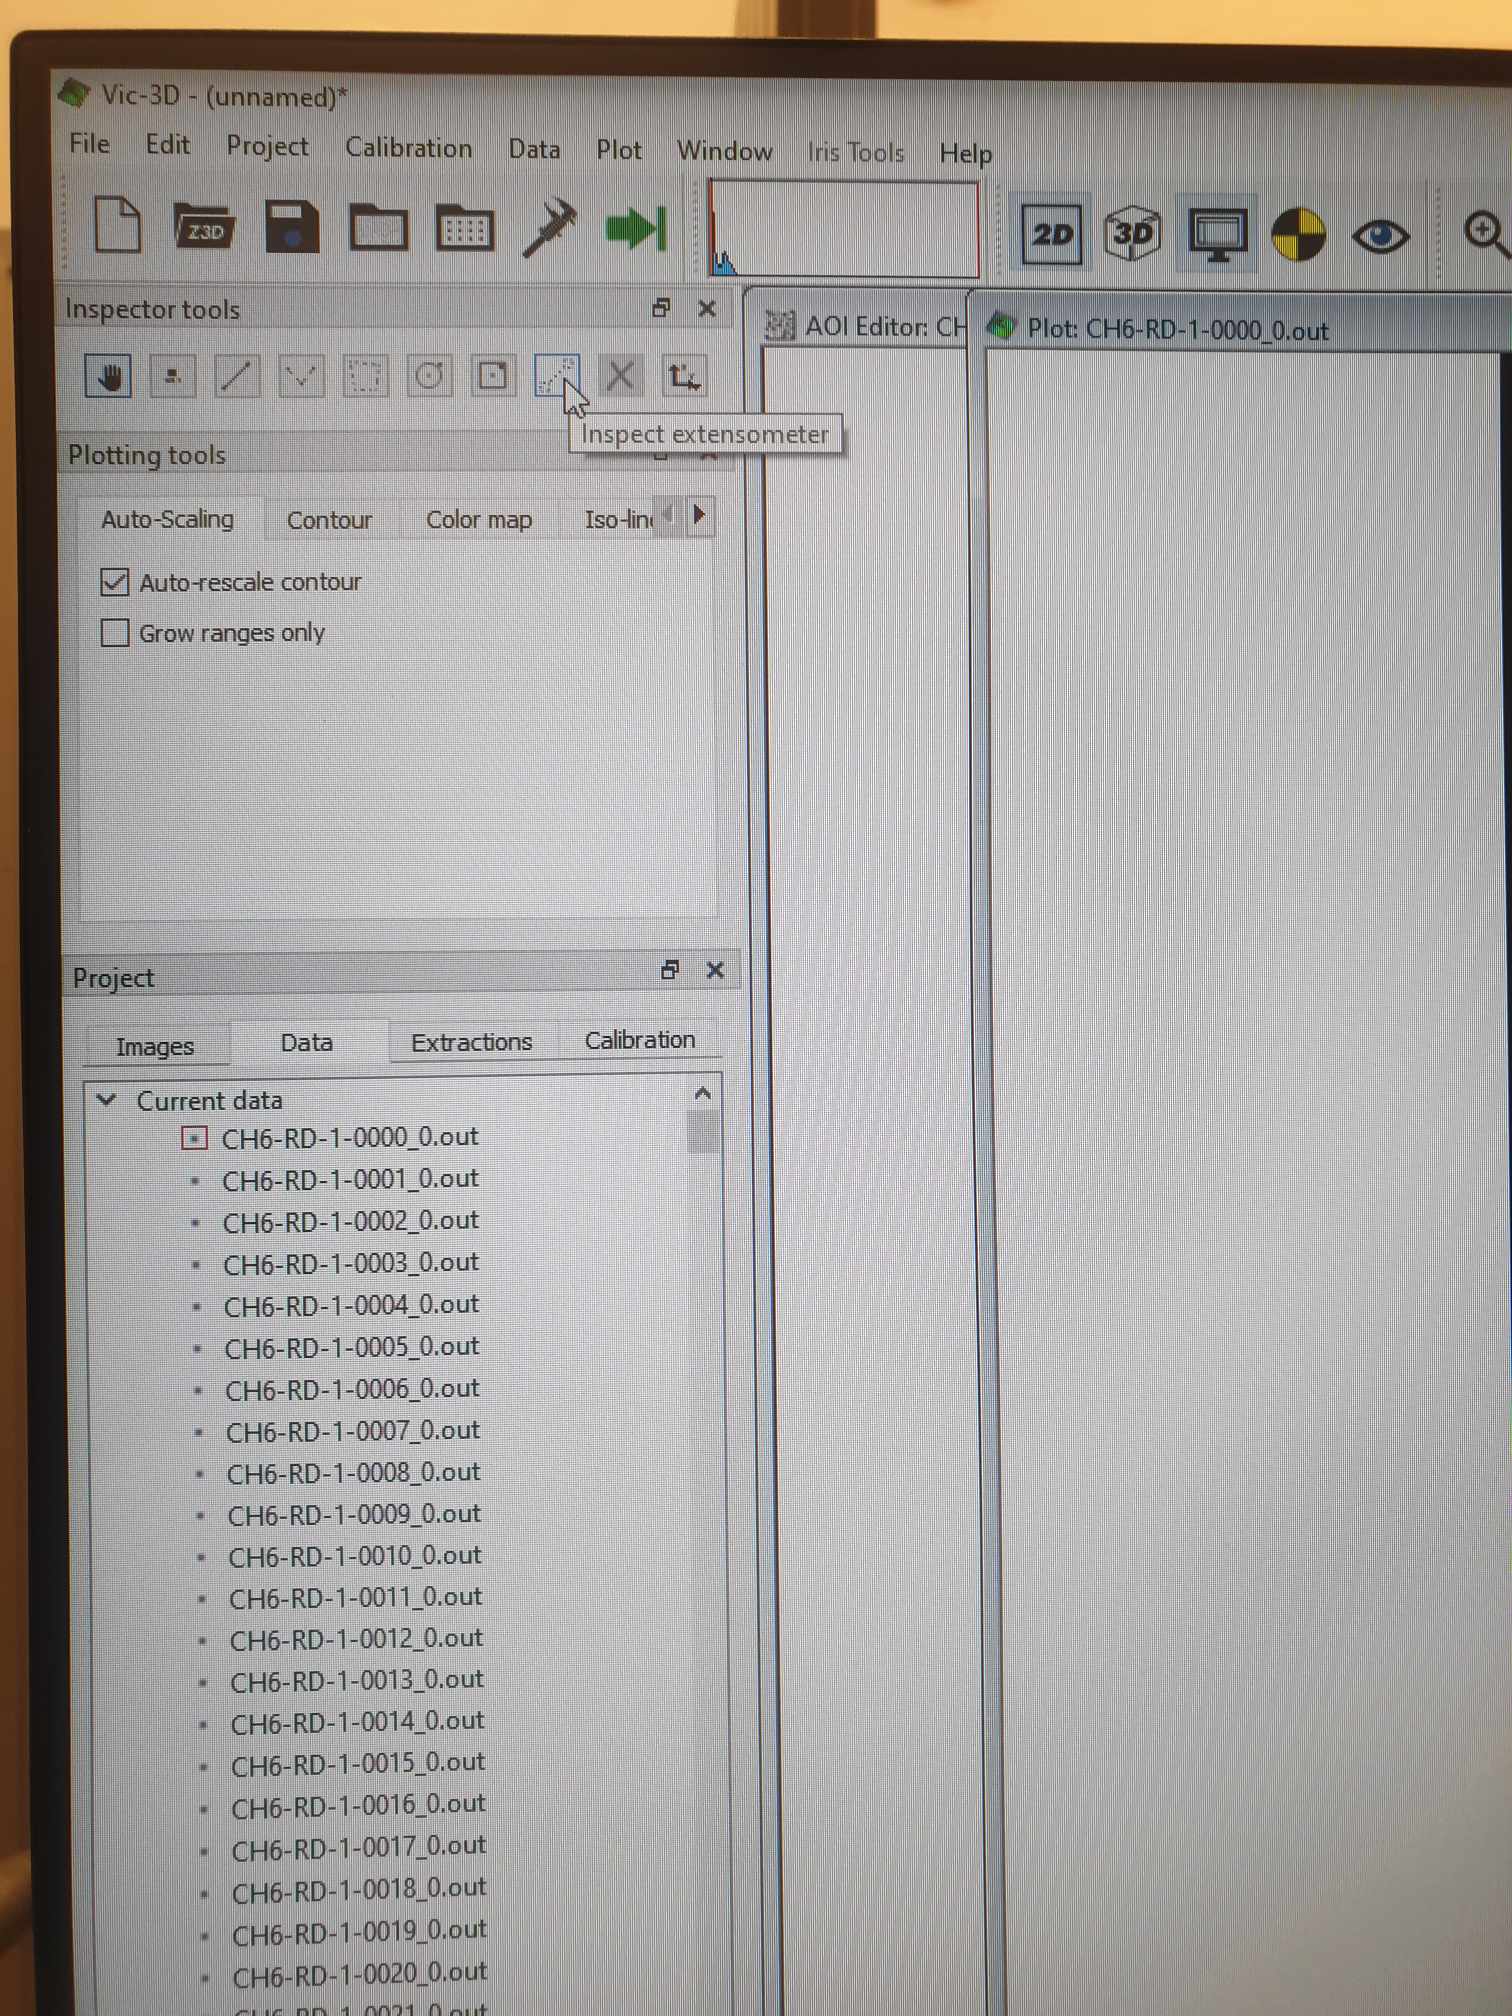 Vic-3D - (unnamed)*
File Edit Project Calibration Data Plot Window Iris Tools Help
Z3D
2D
3D
Inspector tools
AOI Editor: CH
Plot: CH6-RD-1-0000_0.out
Inspect extensometer
Plotting tools
Auto-Scaling Contour Color map Iso-line
Auto-rescale contour
Grow ranges only
Project
Images Data Extractions Calibration
Current data
CH6-RD-1-0000_0.out
CH6-RD-1-0001_0.out
CH6-RD-1-0002_0.out
CH6-RD-1-0003_0.out
CH6-RD-1-0004_0.out
CH6-RD-1-0005_0.out
CH6-RD-1-0006_0.out
CH6-RD-1-0007_0.out
CH6-RD-1-0008_0.out
CH6-RD-1-0009_0.out
CH6-RD-1-0010_0.out
CH6-RD-1-0011_0.out
CH6-RD-1-0012_0.out
CH6-RD-1-0013_0.out
CH6-RD-1-0014_0.out
CH6-RD-1-0015_0.out
CH6-RD-1-0016_0.out
CH6-RD-1-0017_0.out
CH6-RD-1-0018_0.out
CH6-RD-1-0019_0.out
CH6-RD-1-0020_0.out
CH6-RD-1-0021_0.out